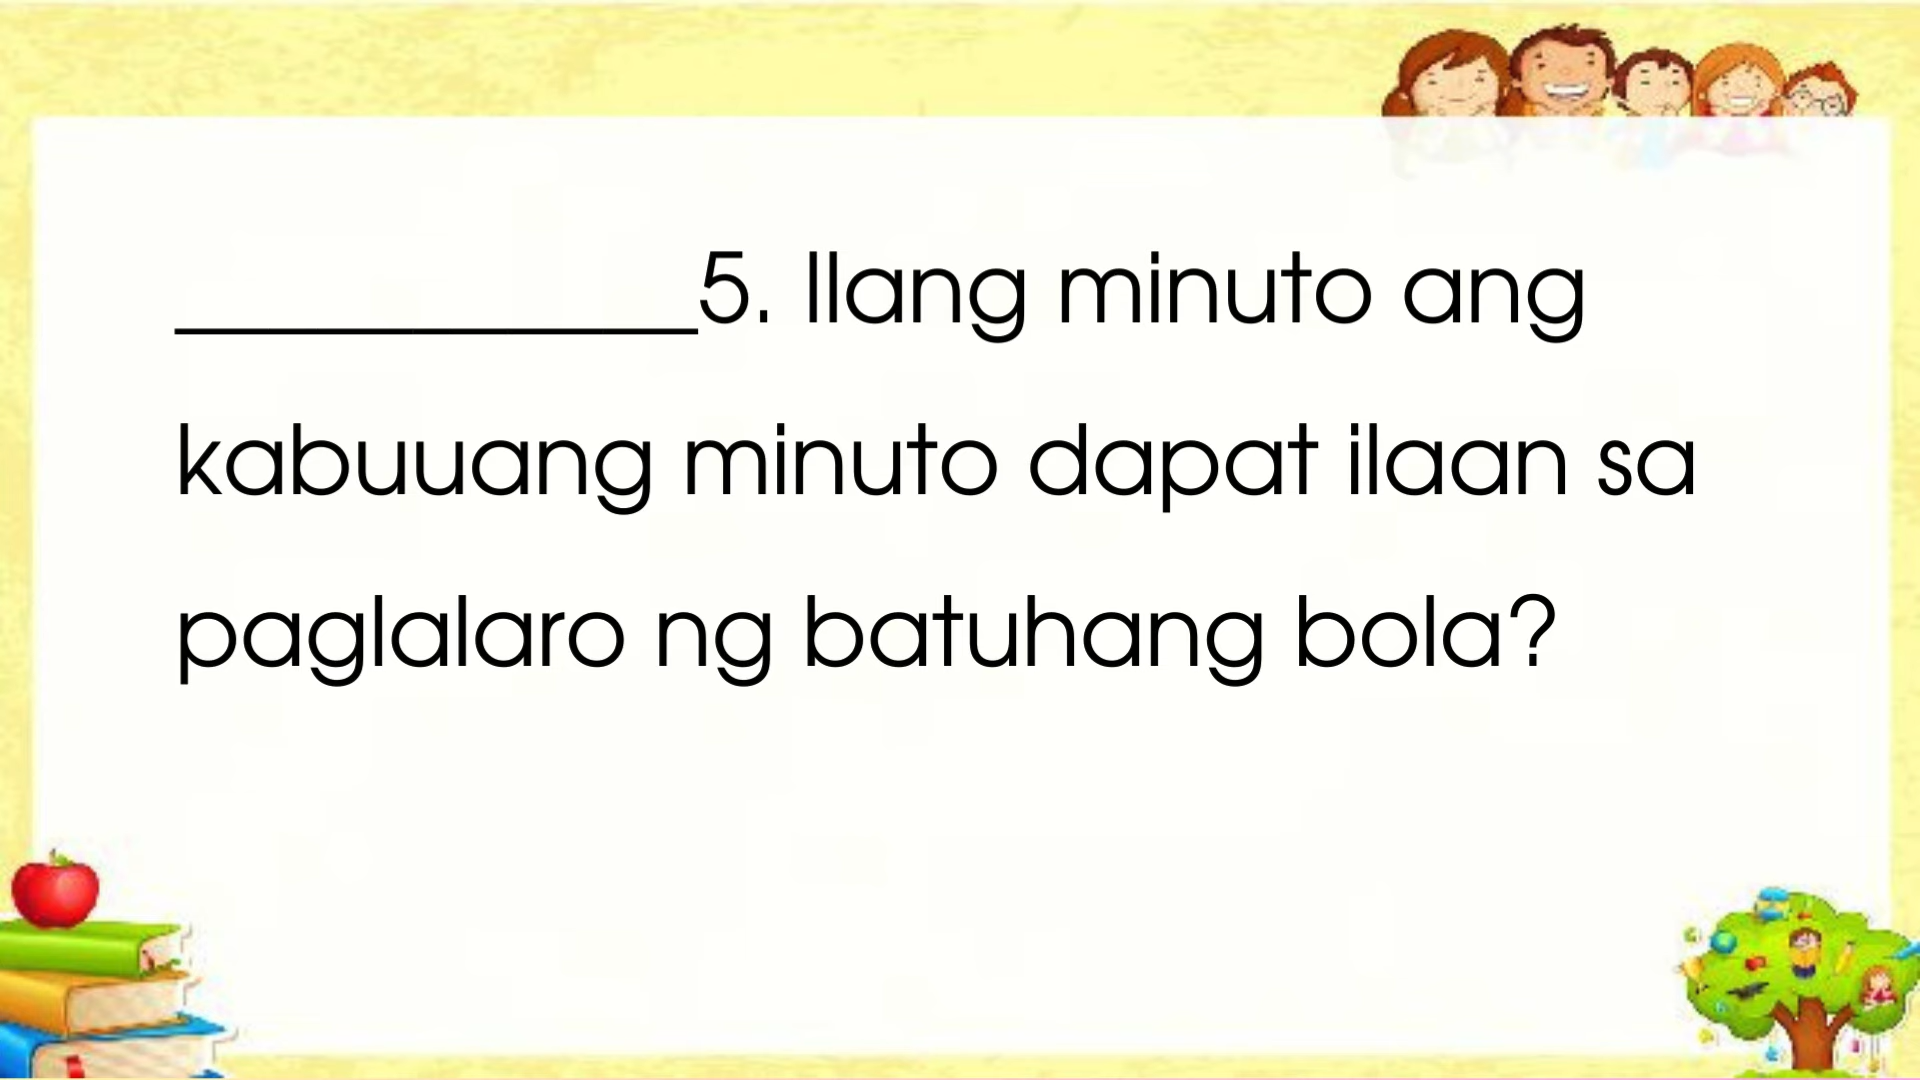 ___________5. Ilang minuto ang
kabuuang minuto dapat ilaan sa
paglalaro ng batuhang bola?